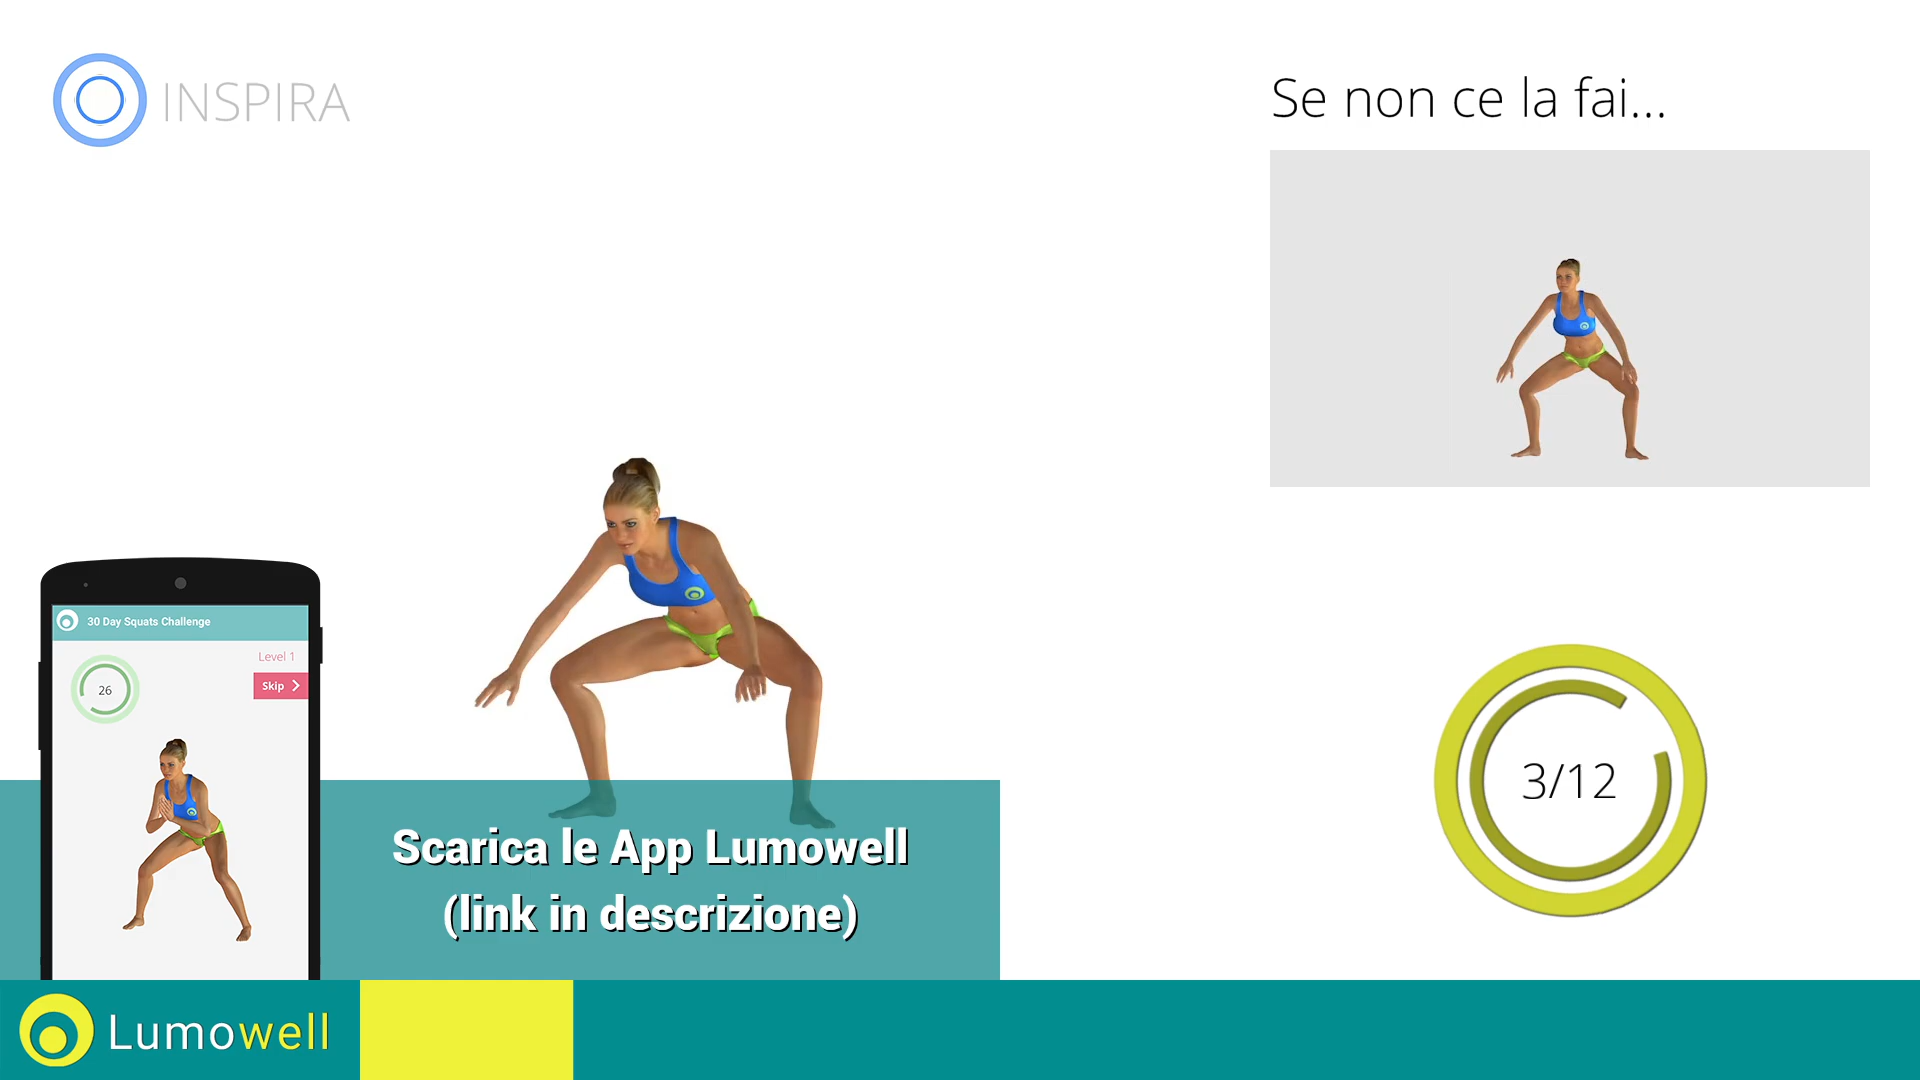 INSPIRA
Se non ce la fai...
30 Day Squats Challenge
Level 1
26
Skip
3/12
Scarica le App Lumowell
(link in descrizione)
Lumowell